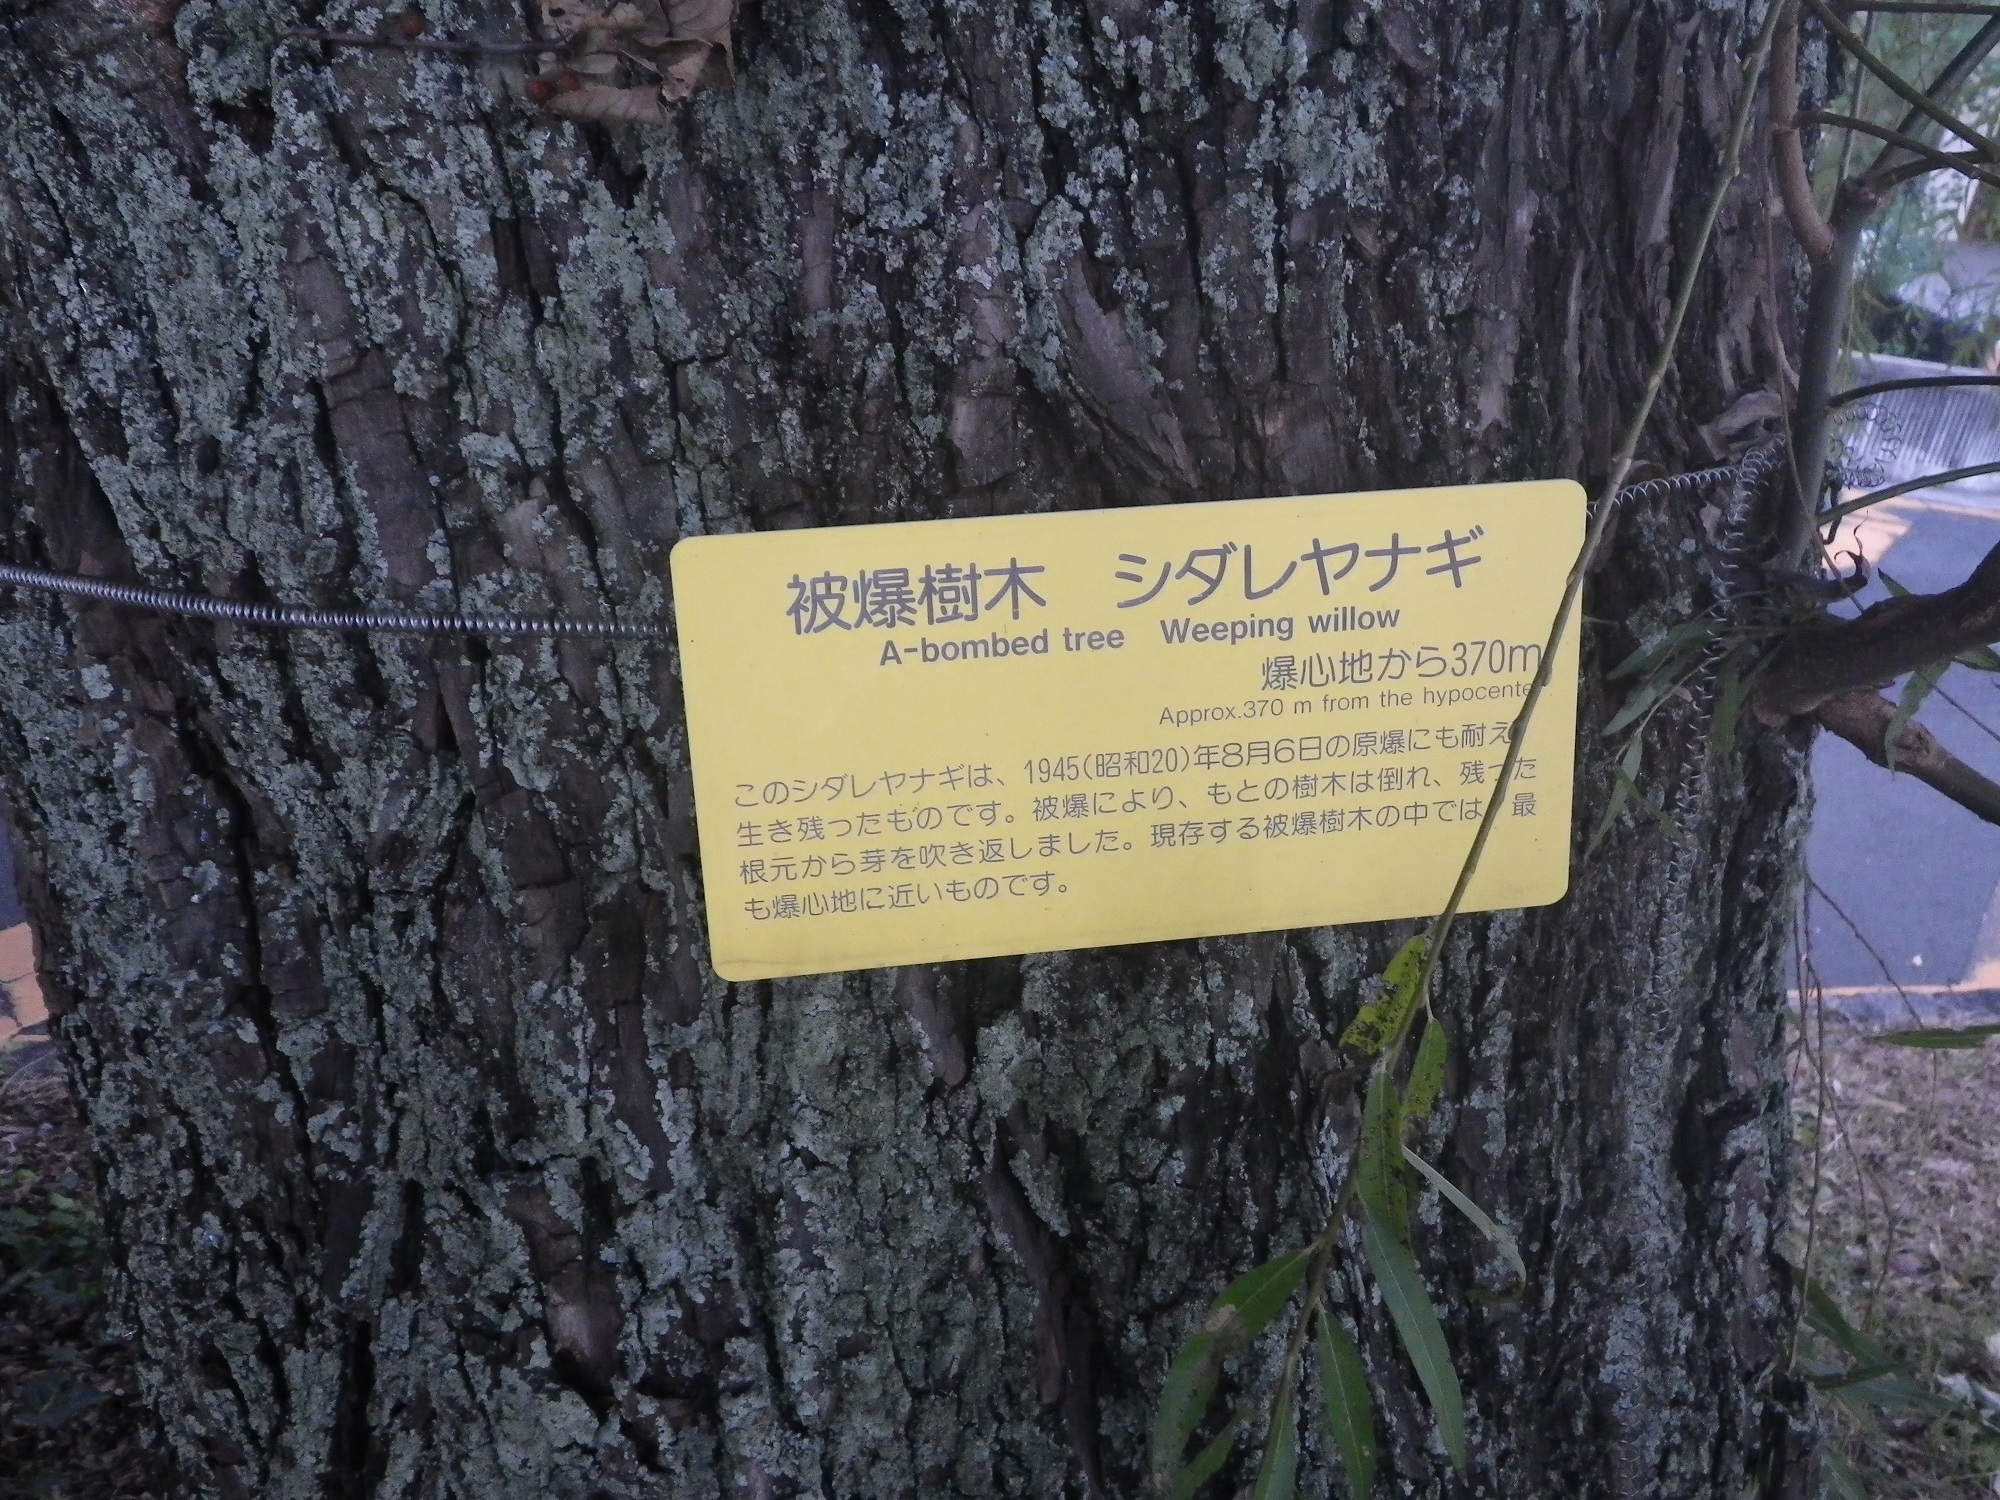 被爆樹木　シダレヤナギ
A-bombed tree　Weeping willow
爆心地から370m
Approx.370 m from the hypocenter
このシダレヤナギは、1945(昭和20)年8月6日の原爆にも耐え
生き残ったものです。被爆により、もとの樹木は倒れ、残った
根元から芽を吹き返しました。現存する被爆樹木の中では、最
も爆心地に近いものです。